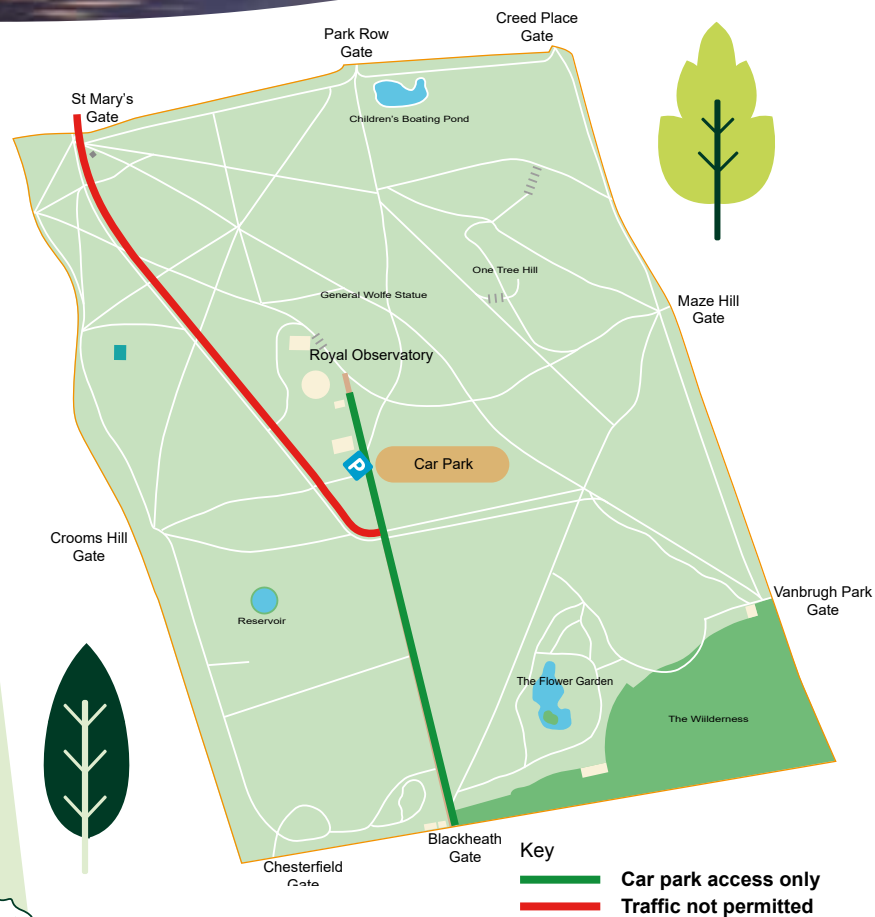 Creed Place
Gate
Park Row
Gate
St Mary's
Gate
Children's Boating Pond
One Tree Hill
General Wolfe Statue
Maze Hill
Gate
Royal Observatory
P
Car Park
Crooms Hill
Gate
Vanbrugh Park
Gate
Reservoir
The Flower Garden
The Wiilderness
Blackheath
Gate
Chesterfield
Gate
Key
Car park access only
Traffic not permitted